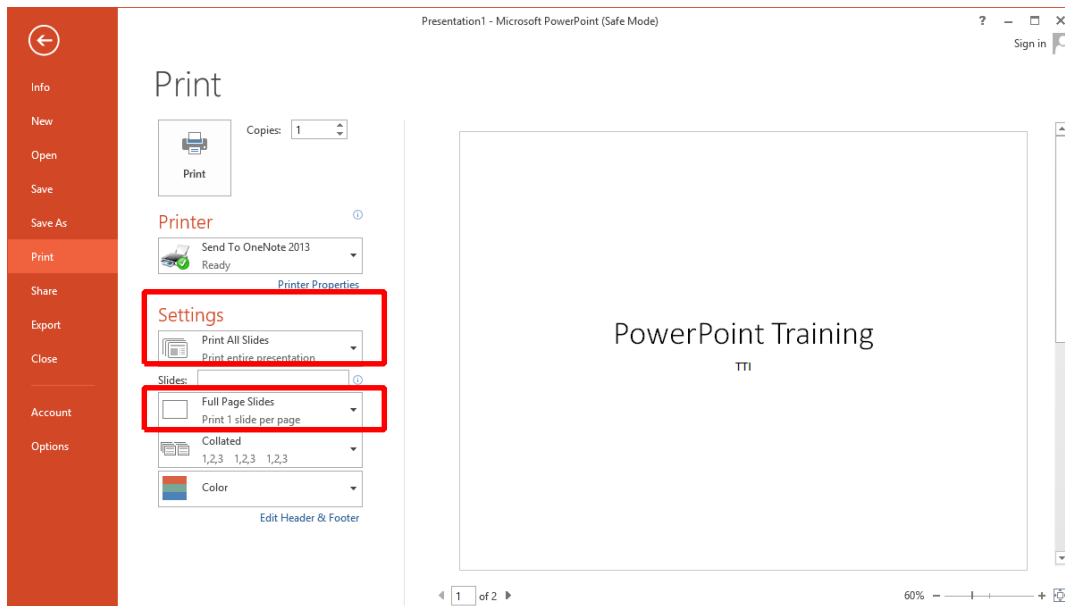 Presentation1 - Microsoft PowerPoint (Safe Mode)
?
Sign in
Info
New
Open
Save
Save As
Print
Share
Export
Close
Account
Options
Print
Copies: 1
Print
Printer
Send To OneNote 2013
Ready
Printer Properties
Settings
Print All Slides
Print entire presentation
Slides:
Full Page Slides
Print 1 slide per page
Collated
1,2,3 1,2,3 1,2,3
Color
Edit Header & Footer
PowerPoint Training
TTI
1 of 2
60%